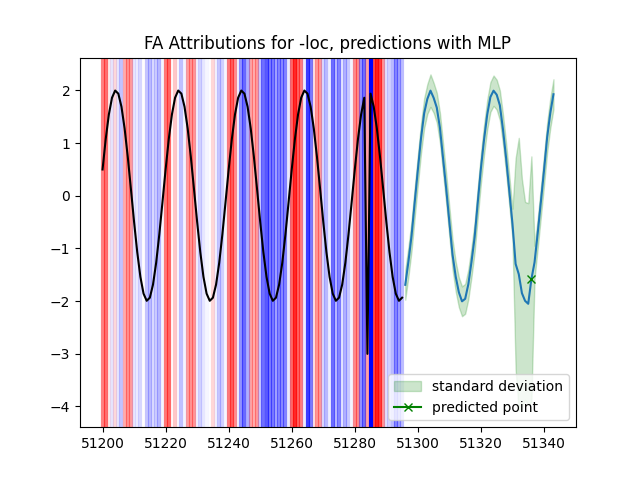 FA Attributions for -loc, predictions with MLP
2
1
0
−1
−2
−3
−4
standard deviation
predicted point
51200 51220 51240 51260 51280 51300 51320 51340